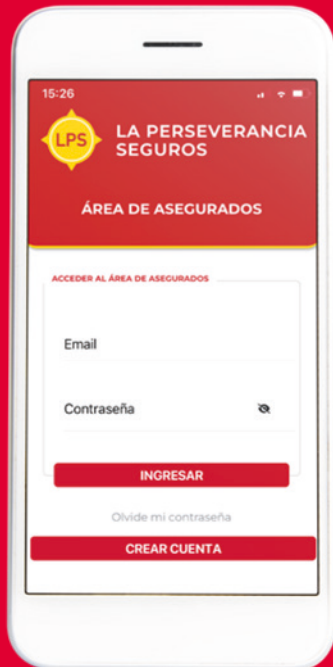 15:26
LPS
LA PERSEVERANCIA
SEGUROS
ÁREA DE ASEGURADOS
ACCEDER AL ÁREA DE ASEGURADOS
Email
Contraseña
INGRESAR
Olvide mi contraseña
CREAR CUENTA